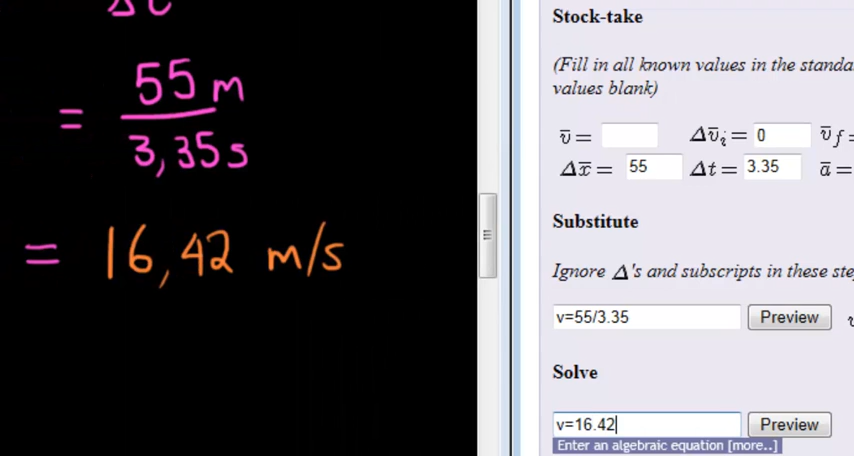 Δt
= 55 m
3,35 s
= 16,42 m/s
Stock-take
(Fill in all known values in the standa
values blank)
v̄ = Δv̄ᵢ = 0 v̄f =
Δx̄ = 55 Δt = 3.35 ā =
Substitute
Ignore Δ's and subscripts in these ste
v=55/3.35 Preview
Solve
v=16.42 Preview
Enter an algebraic equation [more..]